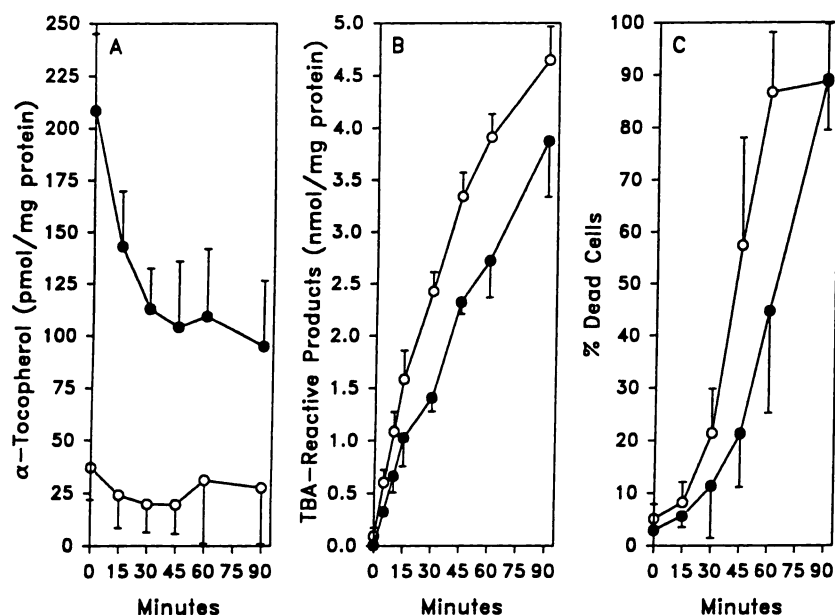 A
α-Tocopherol (pmol/mg protein)
250
225
200
175
150
125
100
75
50
25
0
0 15 30 45 60 75 90
Minutes
B
TBA-Reactive Products (nmol/mg protein)
5.0
4.5
4.0
3.5
3.0
2.5
2.0
1.5
1.0
0.5
0.0
0 15 30 45 60 75 90
Minutes
C
% Dead Cells
100
90
80
70
60
50
40
30
20
10
0
0 15 30 45 60 75 90
Minutes